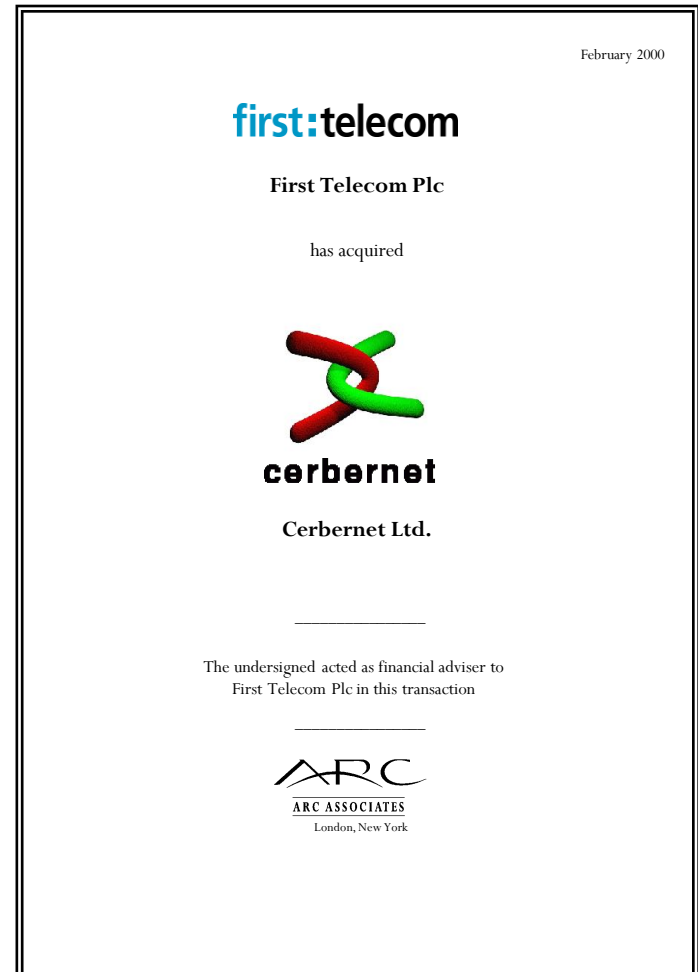 February 2000
first:telecom
First Telecom Plc
has acquired
cerbernet
Cerbernet Ltd.
The undersigned acted as financial adviser to
First Telecom Plc in this transaction
ARC
ARC ASSOCIATES
London, New York